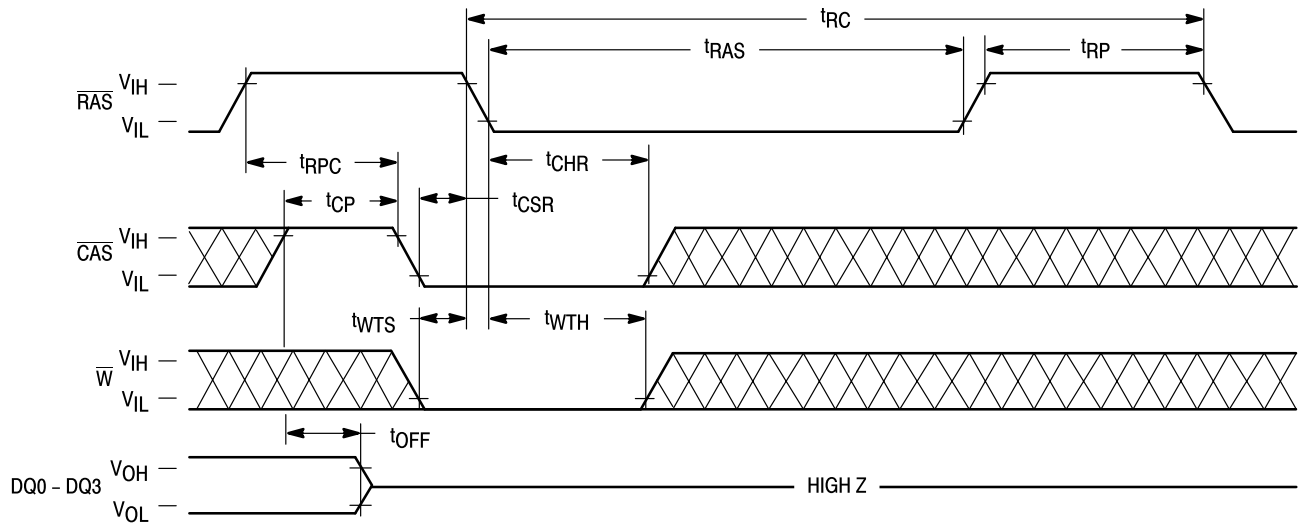 tRC
tRAS
tRP
RAS
VIH
VIL
tRPC
tCHR
tCP
tCSR
CAS
VIH
VIL
tWTS
tWTH
W
VIH
VIL
tOFF
DQ0 – DQ3
VOH
VOL
HIGH Z